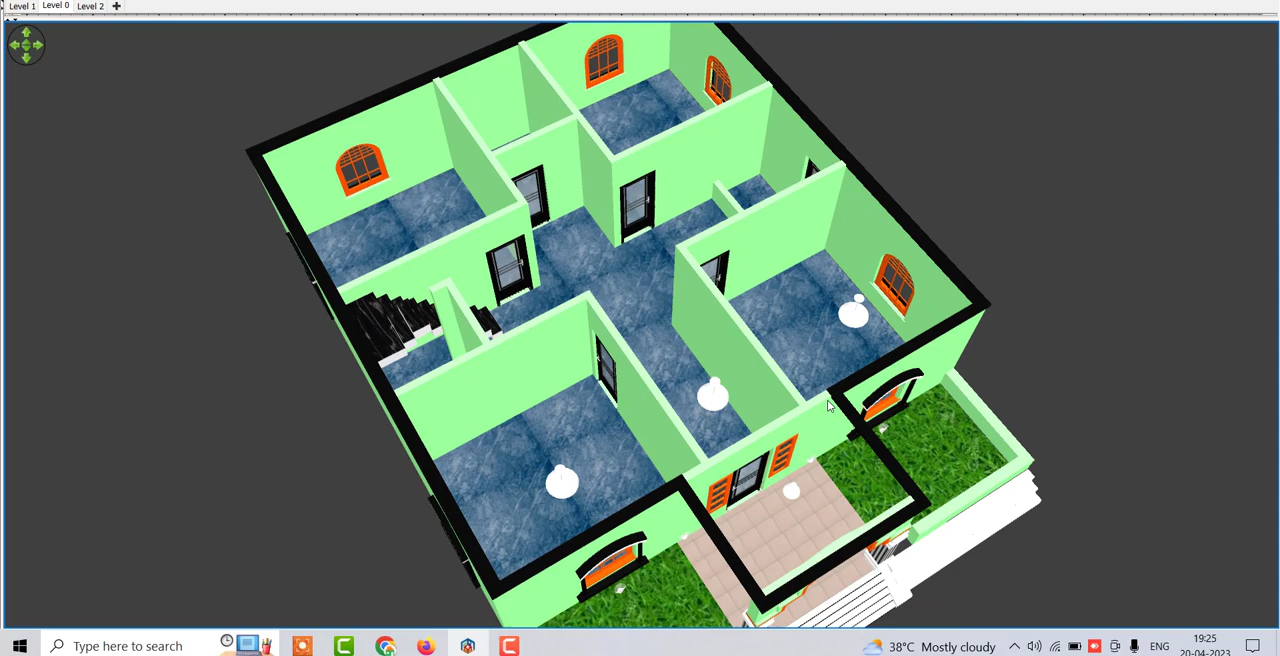 Level 1 Level 0 Level 2
Type here to search
38°C Mostly cloudy
ENG
19:25
20-04-2023